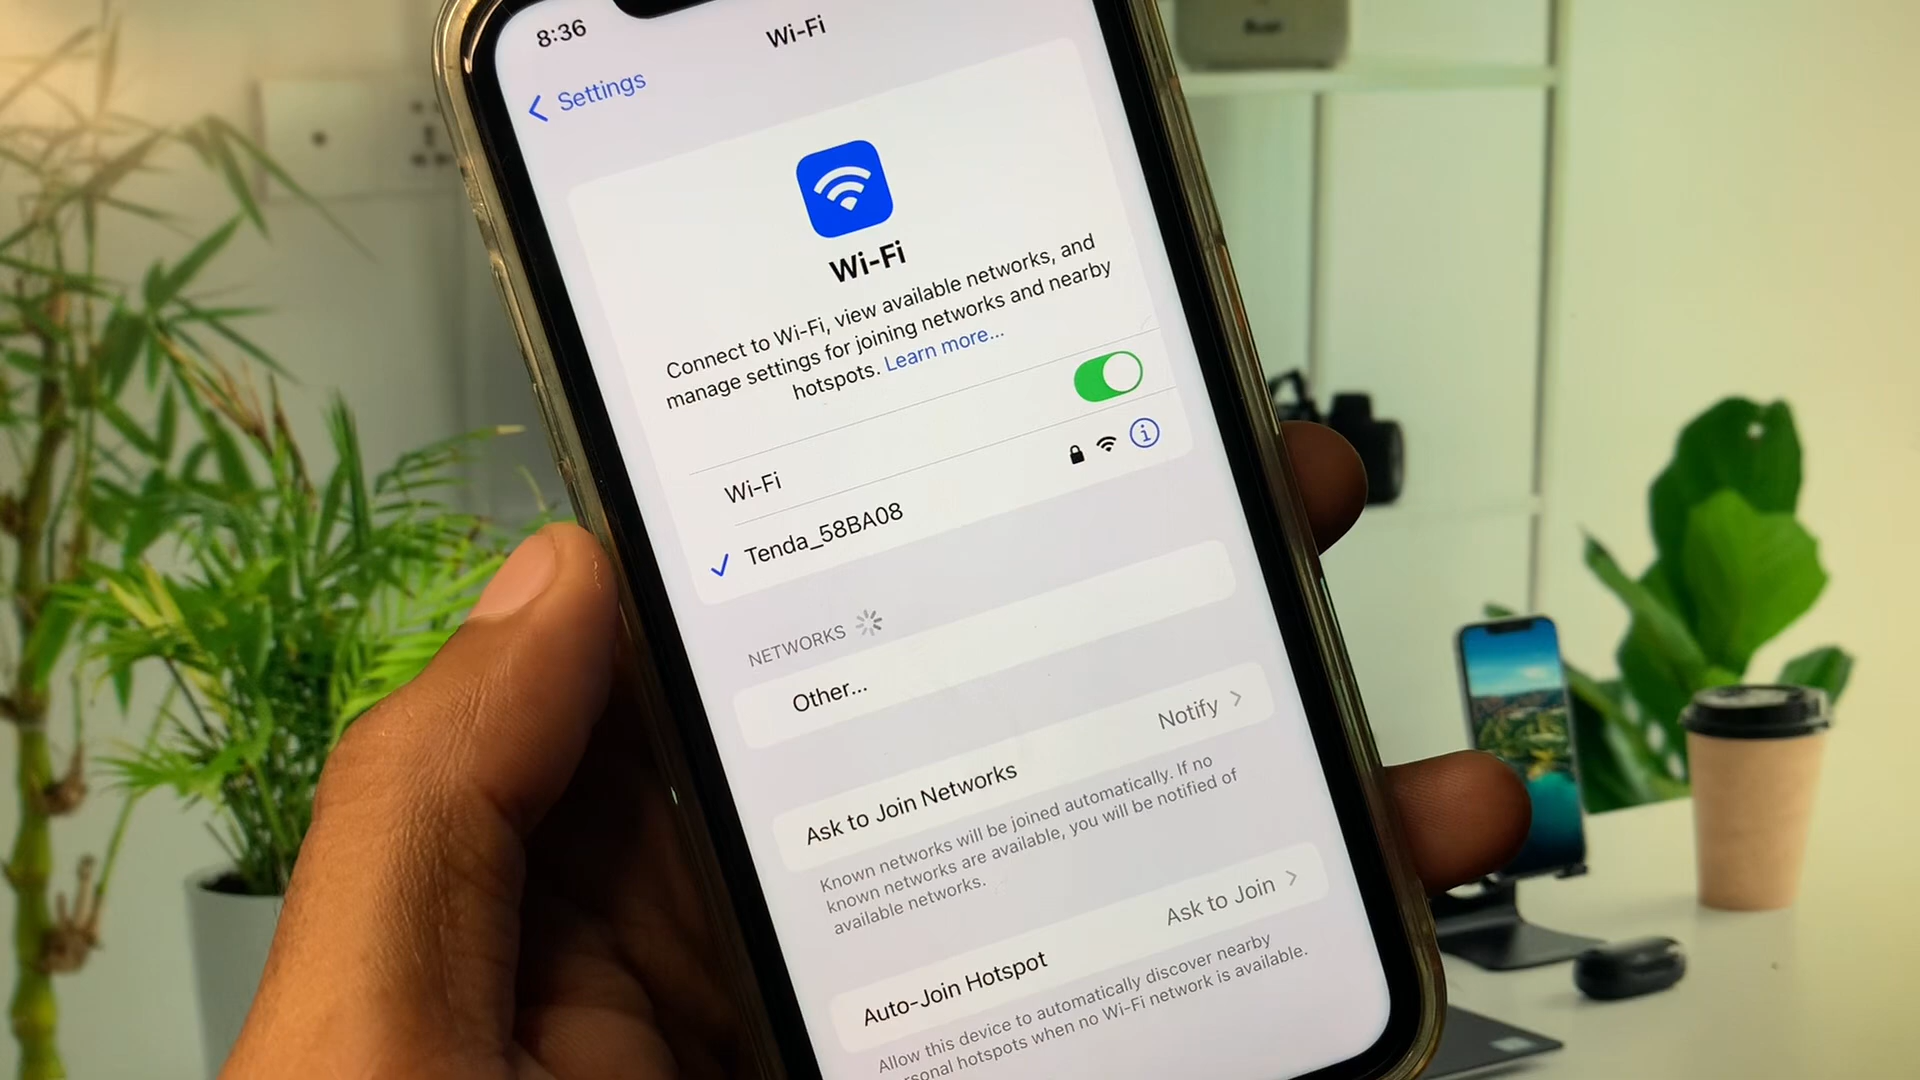 8:36
Wi-Fi
Settings
Wi-Fi
Connect to Wi-Fi, view available networks, and
manage settings for joining networks and nearby
hotspots. Learn more...
Wi-Fi
Tenda_58BA08
NETWORKS
Other...
Ask to Join Networks Notify
Known networks will be joined automatically. If no
known networks are available, you will be notified of
available networks.
Auto-Join Hotspot Ask to Join
Allow this device to automatically discover nearby
personal hotspots when no Wi-Fi network is available.